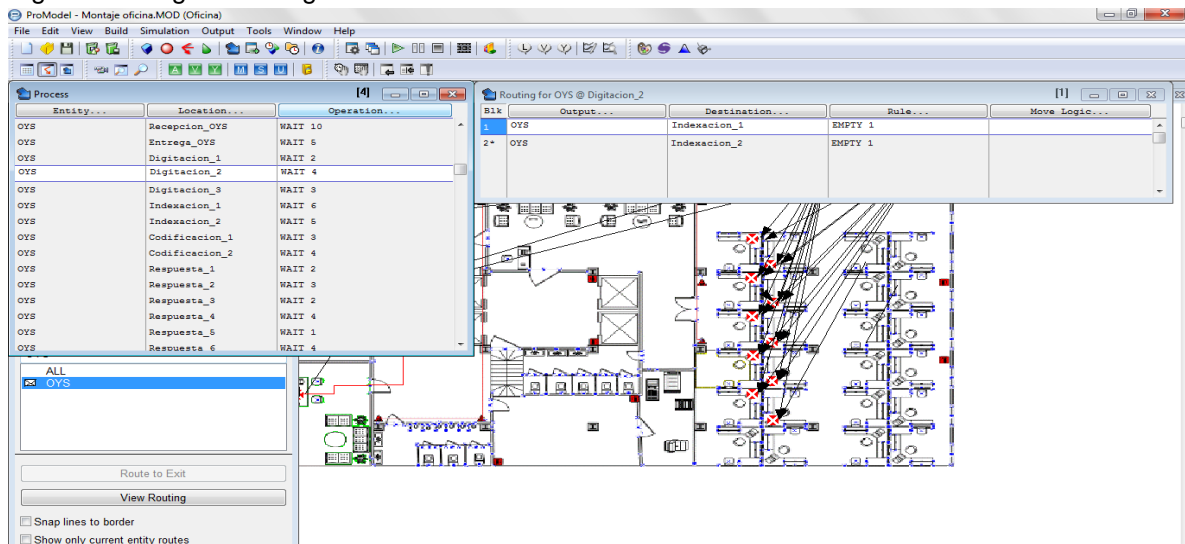 ProModel - Montaje oficina.MOD (Oficina)
File Edit View Build Simulation Output Tools Window Help
Process [4]
Entity... Location... Operation...
OYS Recepcion_OYS WAIT 10
OYS Entrega_OYS WAIT 5
OYS Digitacion_1 WAIT 2
OYS Digitacion_2 WAIT 4
OYS Digitacion_3 WAIT 3
OYS Indexacion_1 WAIT 6
OYS Indexacion_2 WAIT 5
OYS Codificacion_1 WAIT 3
OYS Codificacion_2 WAIT 4
OYS Respuesta_1 WAIT 2
OYS Respuesta_2 WAIT 3
OYS Respuesta_3 WAIT 2
OYS Respuesta_4 WAIT 4
OYS Respuesta_5 WAIT 1
OYS Respuesta_6 WAIT 4
Routing for OYS @ Digitacion_2 [1]
Blk Output... Destination... Rule... Move Logic...
1 OYS Indexacion_1 EMPTY 1
2* OYS Indexacion_2 EMPTY 1
ALL
OYS
Route to Exit
View Routing
Snap lines to border
Show only current entity routes